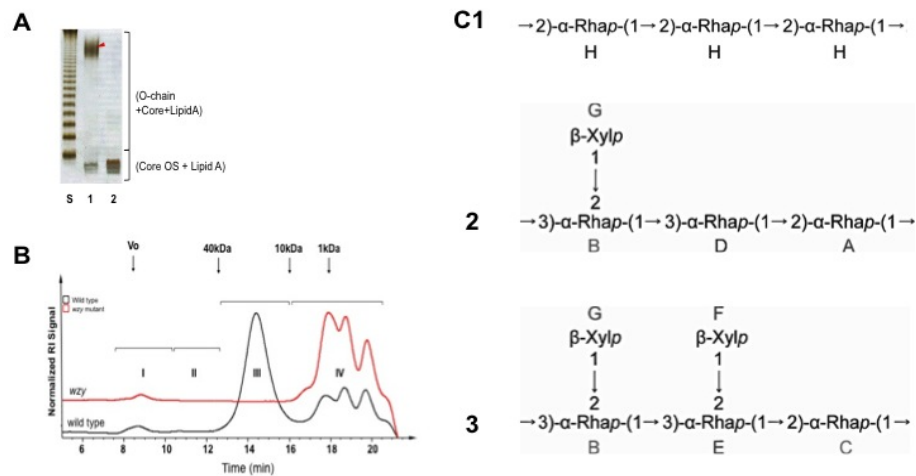 A
(O-chain
+Core+LipidA)
(Core OS + Lipid A)
S 1 2
B
Vo 40kDa 10kDa 1kDa
Wild type
wzy mutant
Normalized RI Signal
I II III IV
wzy
wild type
6 8 10 12 14 16 18 20
Time (min)
C1
→2)-α-Rhap-(1→2)-α-Rhap-(1→2)-α-Rhap-(1→
H H H
2
G
β-Xylp
1
↓
2
→3)-α-Rhap-(1→3)-α-Rhap-(1→2)-α-Rhap-(1→
B D A
3
G F
β-Xylp β-Xylp
1 1
↓ ↓
2 2
→3)-α-Rhap-(1→3)-α-Rhap-(1→2)-α-Rhap-(1→
B E C